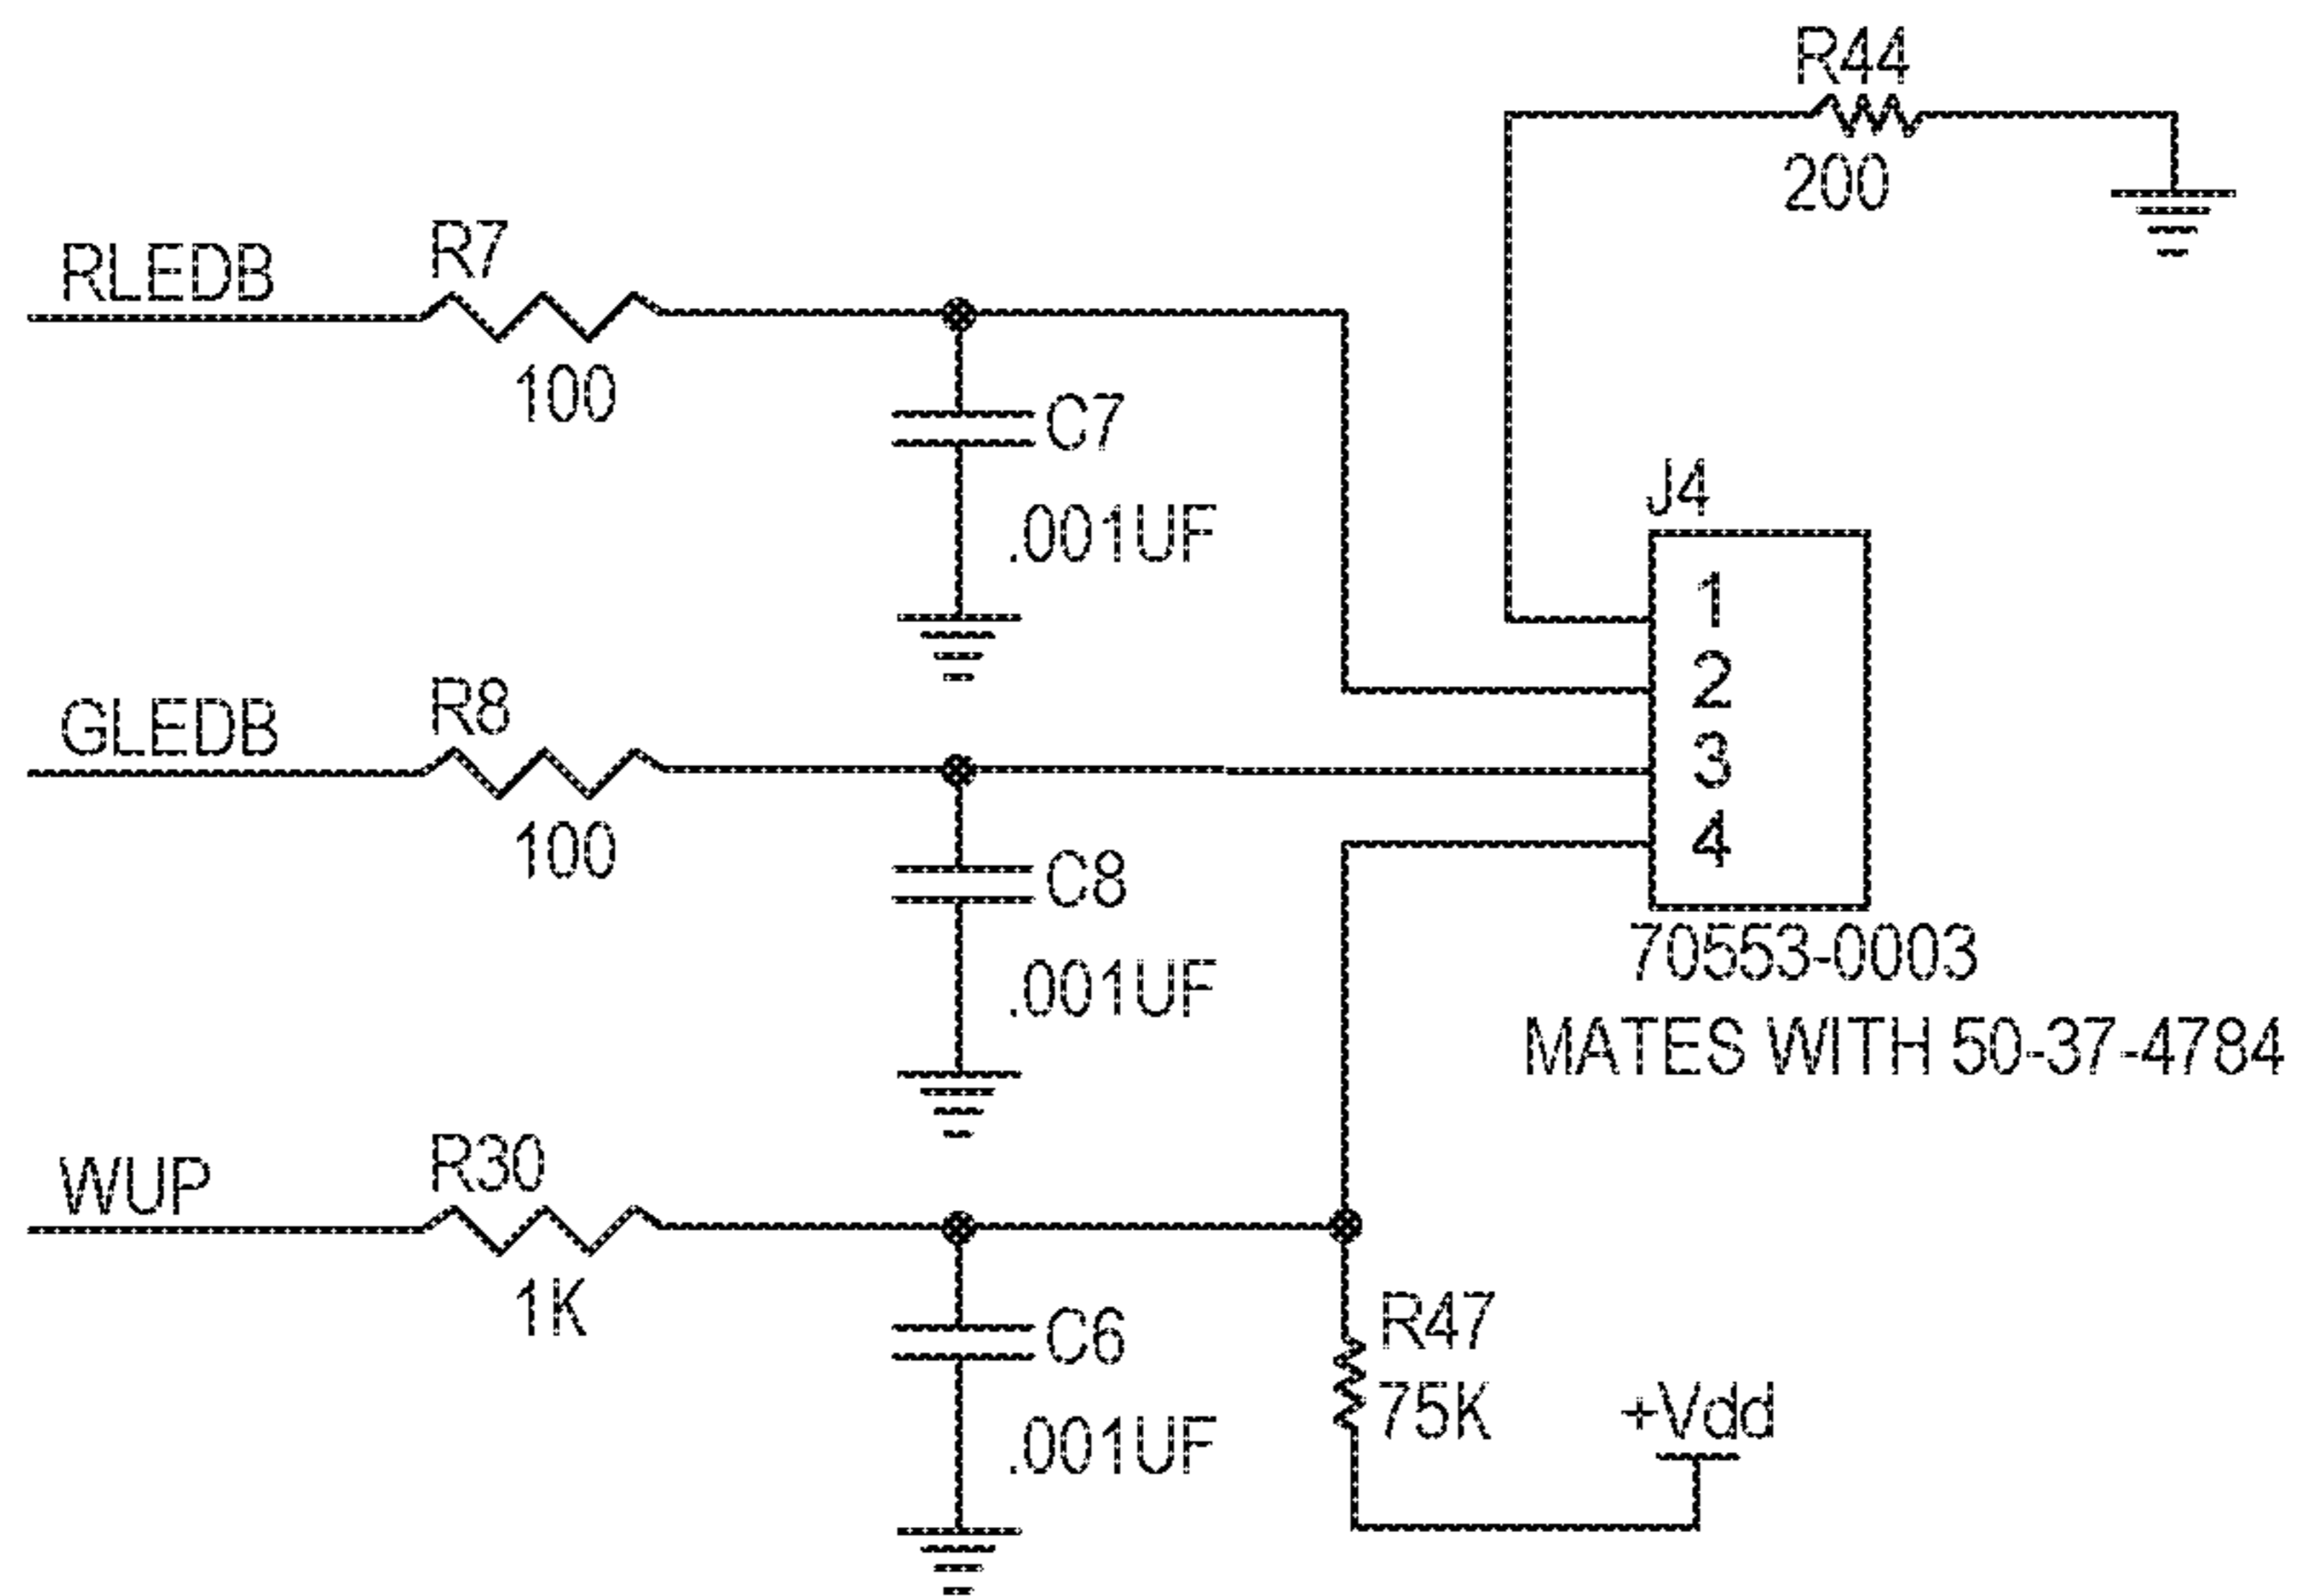 R44
200
RLEDB
R7
100
C7
.001UF
J4
1
2
3
4
70553-0003
MATES WITH 50-37-4784
GLEDB
R8
100
C8
.001UF
WUP
R30
1K
C6
.001UF
R47
75K
+Vdd